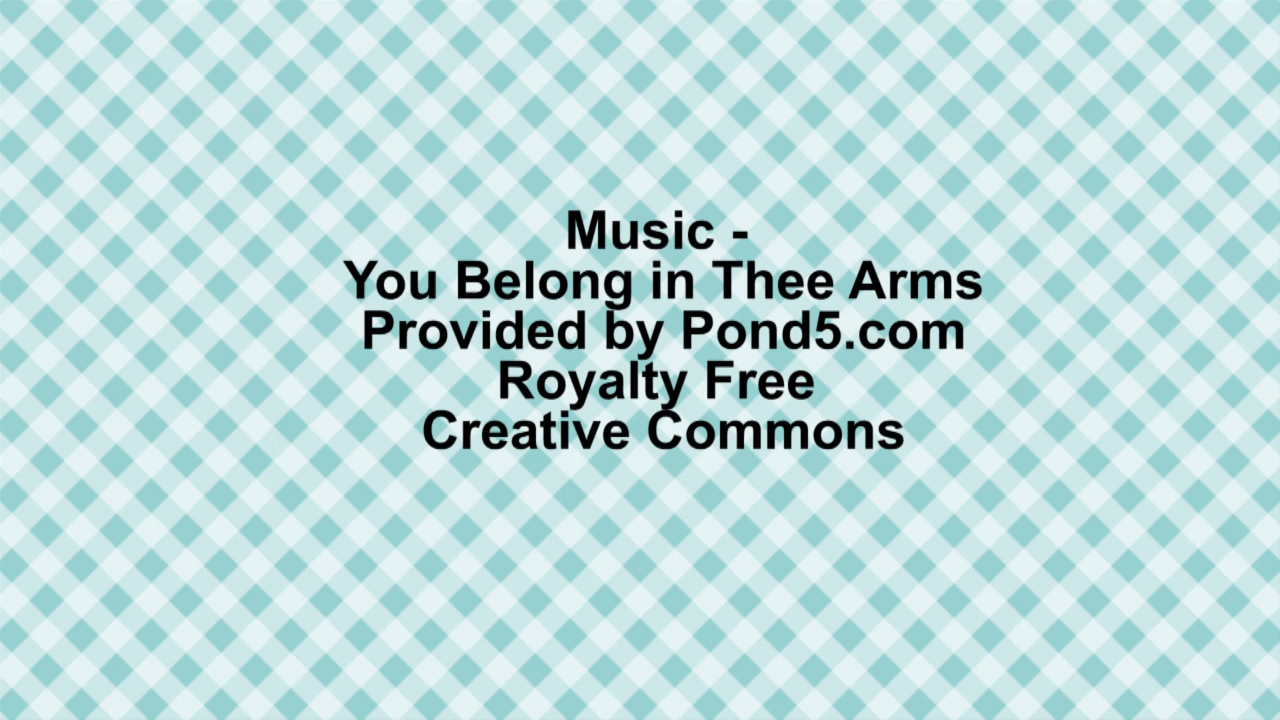 Music -
You Belong in Thee Arms
Provided by Pond5.com
Royalty Free
Creative Commons